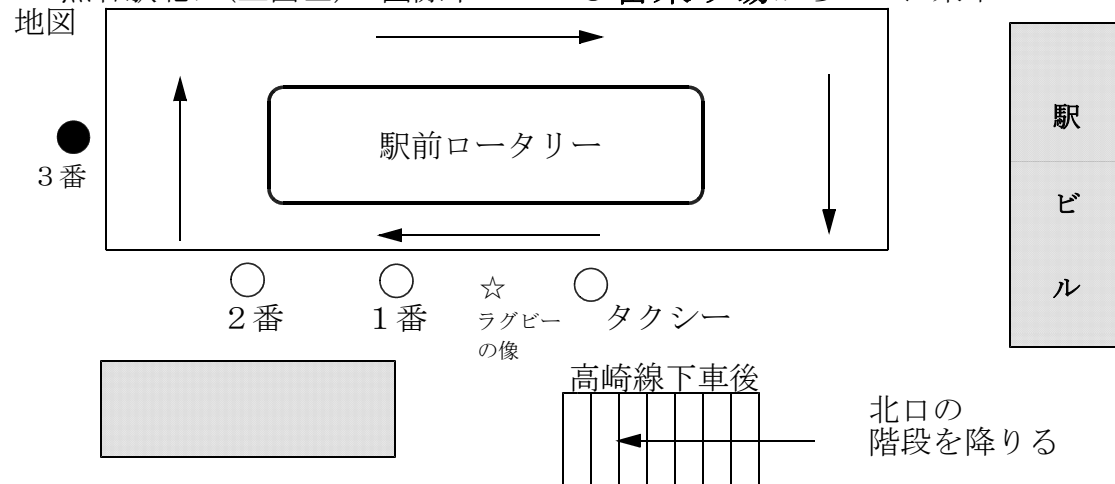 地図
駅前ロータリー
３番
２番
１番
☆
ラグビー
の像
タクシー
駅
ビ
ル
高崎線下車後
北口の
階段を降りる